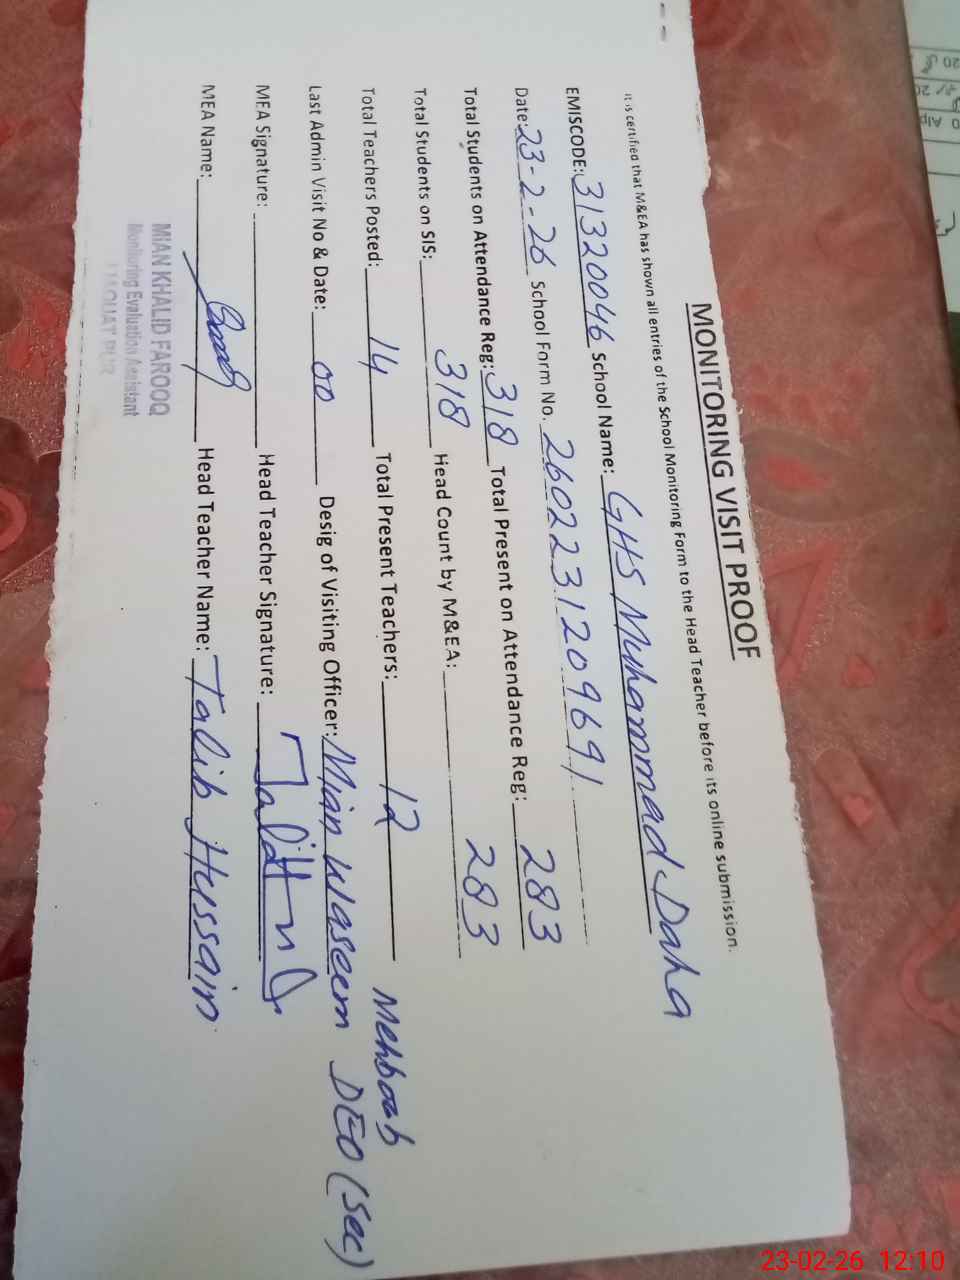 MONITORING VISIT PROOF
It is certified that M&EA has shown all entries of the School Monitoring Form to the Head Teacher before its online submission.
EMISCODE: 31320046 School Name: GHS Muhammad Daha
Date: 23-2-26 School Form No. 26022312096 91
Total Students on Attendance Reg: 318 Total Present on Attendance Reg: 283
Total Students on SIS: 318 Head Count by M&EA: 283
Total Teachers Posted: 14 Total Present Teachers: 12
Last Admin Visit No & Date: 00 Desig of Visiting Officer: Mian Waseem Mehboob DEO (Sec)
MEA Signature: Head Teacher Signature:
MEA Name: Head Teacher Name: Talib Hussain
MIAN KHALID FAROOQ
Monitoring Evaluation Assistant
LIAQUAT PUR
23-02-26 12:10